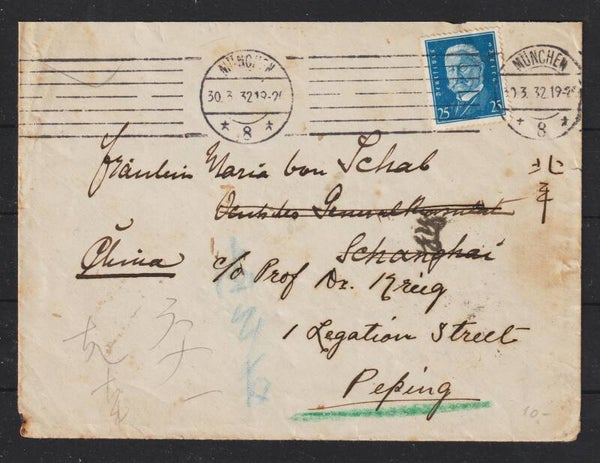 MÜNCHEN
30.3.32.19-20
* 8 *
DEUTSCHES REICH
25 25
MÜNCHEN
30.3.32.19-20
* 8 *
Fräulein Maria von Schab
Deutsches Generalkonsulat
Schanghai
China
c/o Prof Dr. Krieg
1 Legation Street
Peping
北
平
10.-